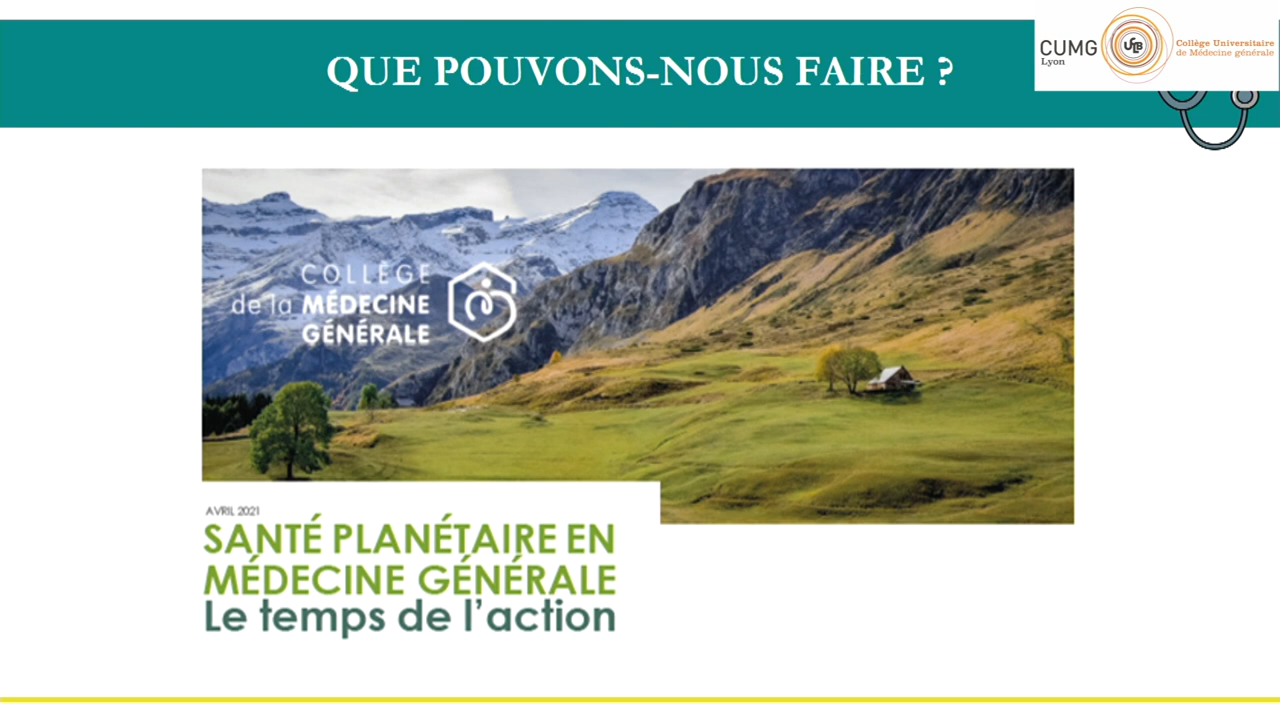 QUE POUVONS-NOUS FAIRE ?
CUMG
Lyon
UCLB
Collège Universitaire
de Médecine générale
COLLÈGE
de la MÉDECINE
GÉNÉRALE
AVRIL 2021
SANTÉ PLANÉTAIRE EN
MÉDECINE GÉNÉRALE
Le temps de l'action